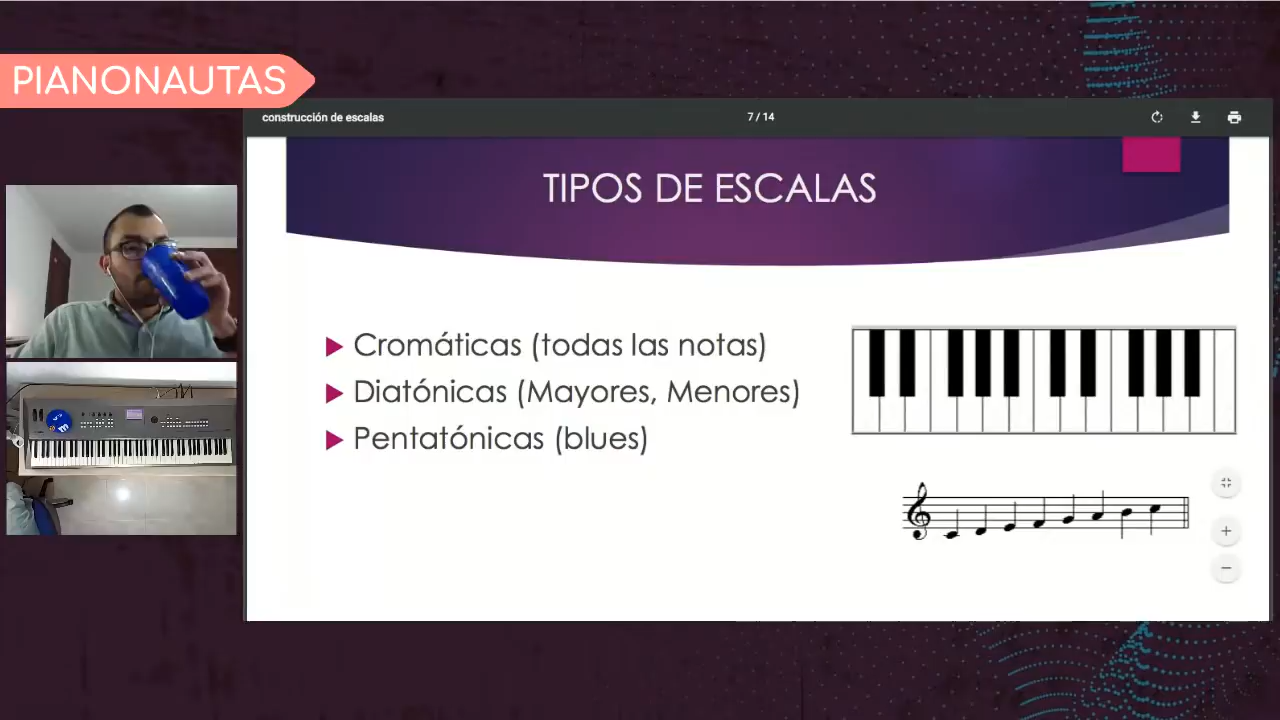 PIANONAUTAS
construcción de escalas
7 / 14
TIPOS DE ESCALAS
Cromáticas (todas las notas)
Diatónicas (Mayores, Menores)
Pentatónicas (blues)